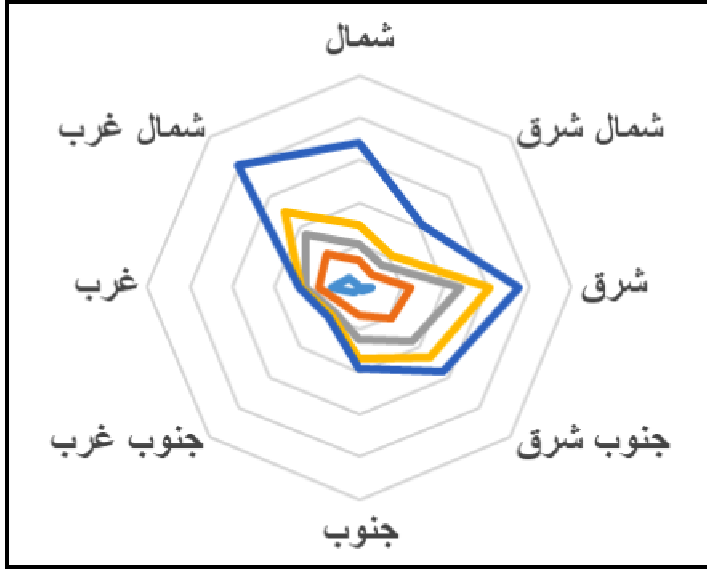 شمال
شمال غرب
شمال شرق
غرب
شرق
جنوب غرب
جنوب شرق
جنوب